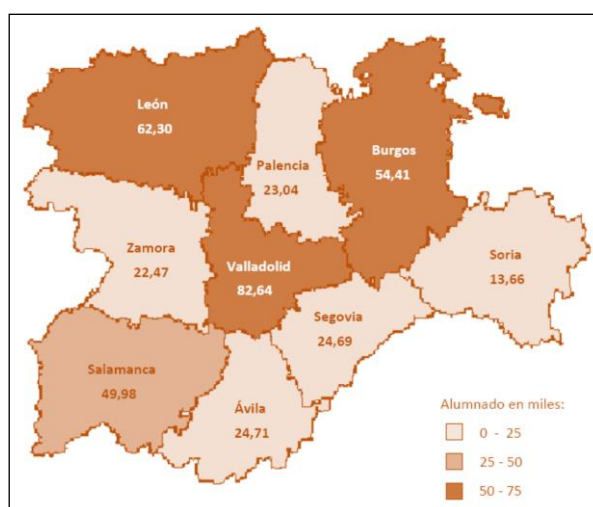 León
62,30
Palencia
23,04
Burgos
54,41
Zamora
22,47
Valladolid
82,64
Soria
13,66
Segovia
24,69
Salamanca
49,98
Ávila
24,71
Alumnado en miles:
0 - 25
25 - 50
50 - 75